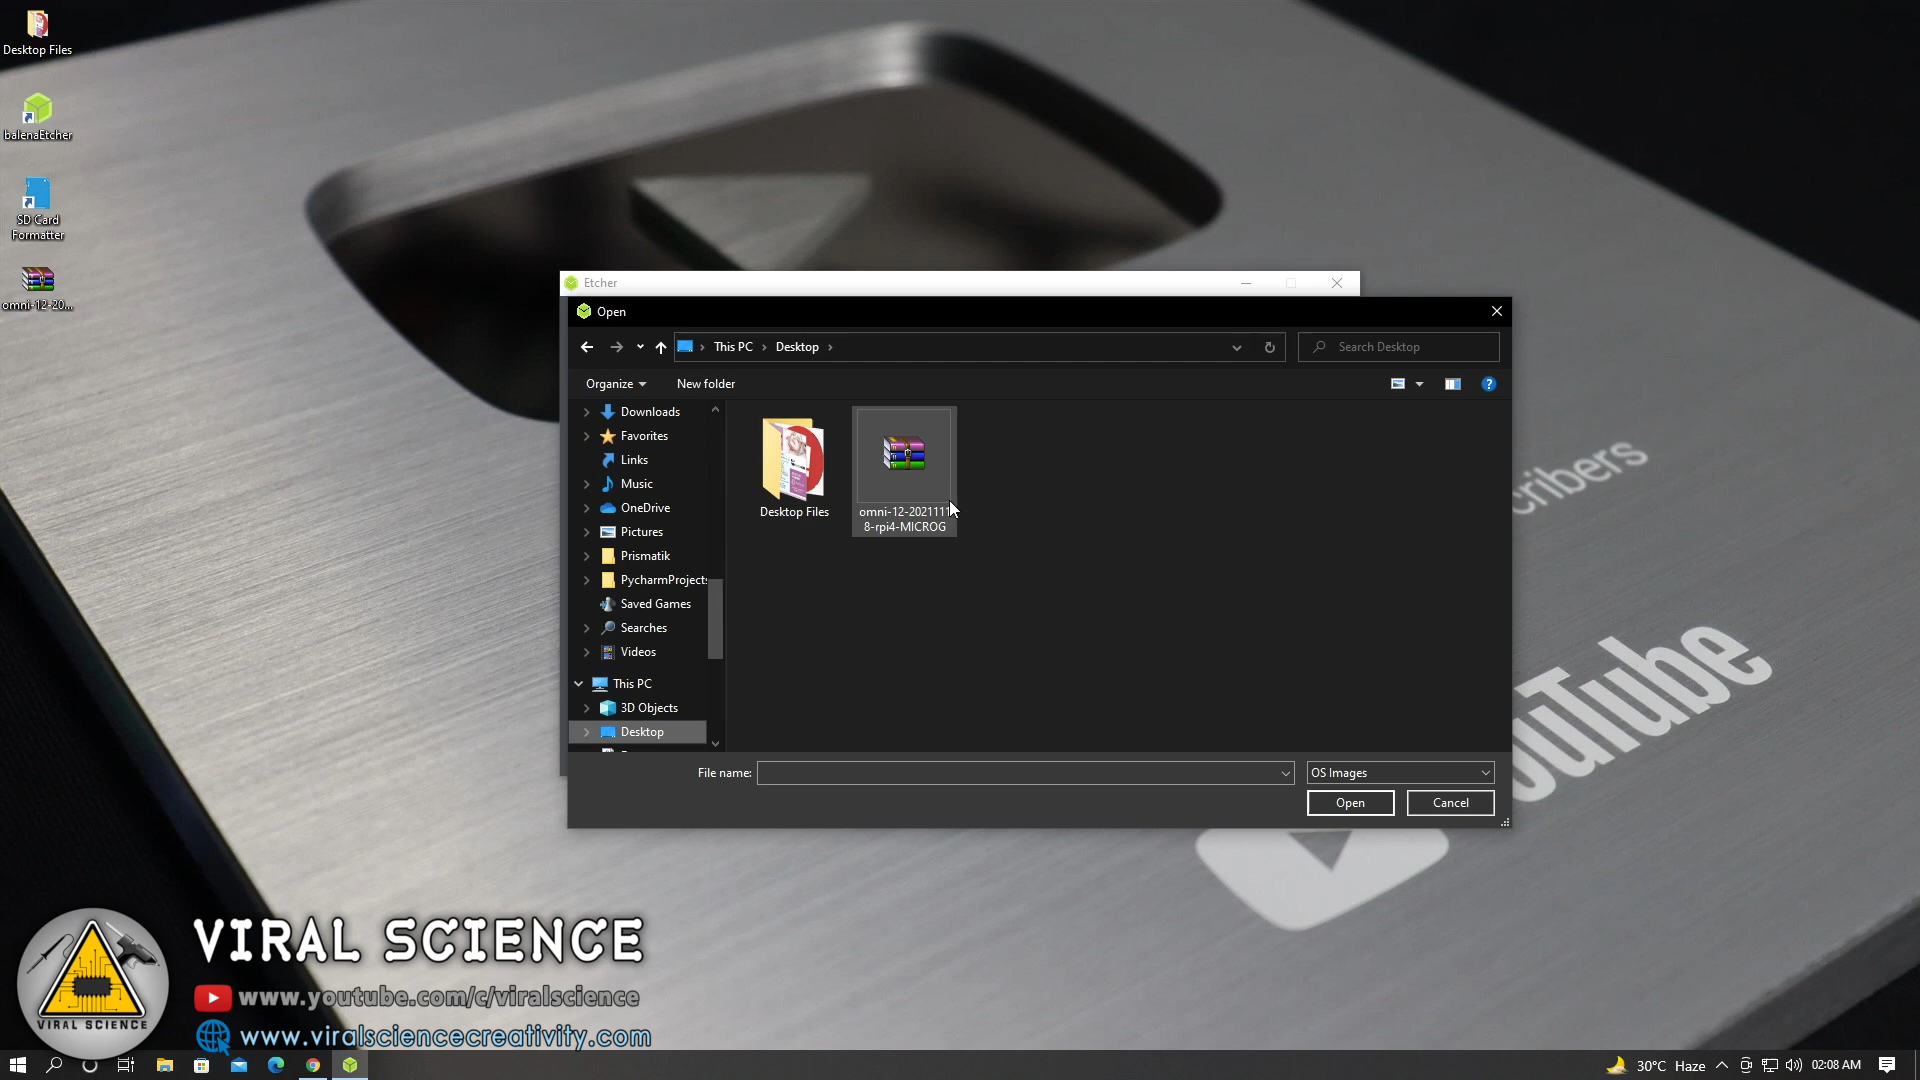 Desktop Files
balenaEtcher
SD Card
Formatter
omni-12-20...
Etcher
Open
This PC
Desktop
Search Desktop
Organize
New folder
Downloads
Favorites
Links
Music
OneDrive
Pictures
Prismatik
PycharmProjects
Saved Games
Searches
Videos
This PC
3D Objects
Desktop
Desktop Files
omni-12-2021111
8-rpi4-MICROG
File name:
OS Images
Open
Cancel
cribers
ouTube
VIRAL SCIENCE
VIRAL SCIENCE
www.youtube.com/c/viralscience
www.viralsciencecreativity.com
30°C Haze
02:08 AM